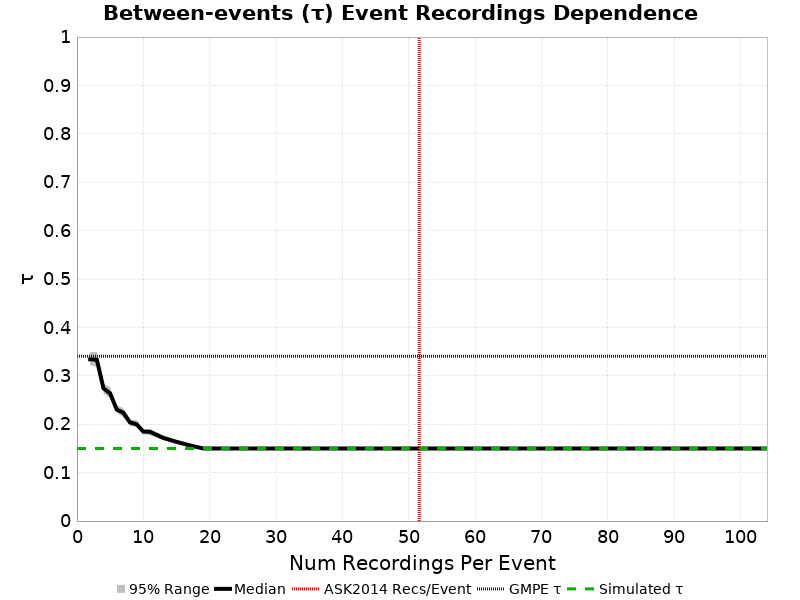 Between-events (τ) Event Recordings Dependence
1
0.9
0.8
0.7
0.6
0.5
0.4
0.3
0.2
0.1
0
τ
0 10 20 30 40 50 60 70 80 90 100
Num Recordings Per Event
95% Range Median ASK2014 Recs/Event GMPE τ Simulated τ